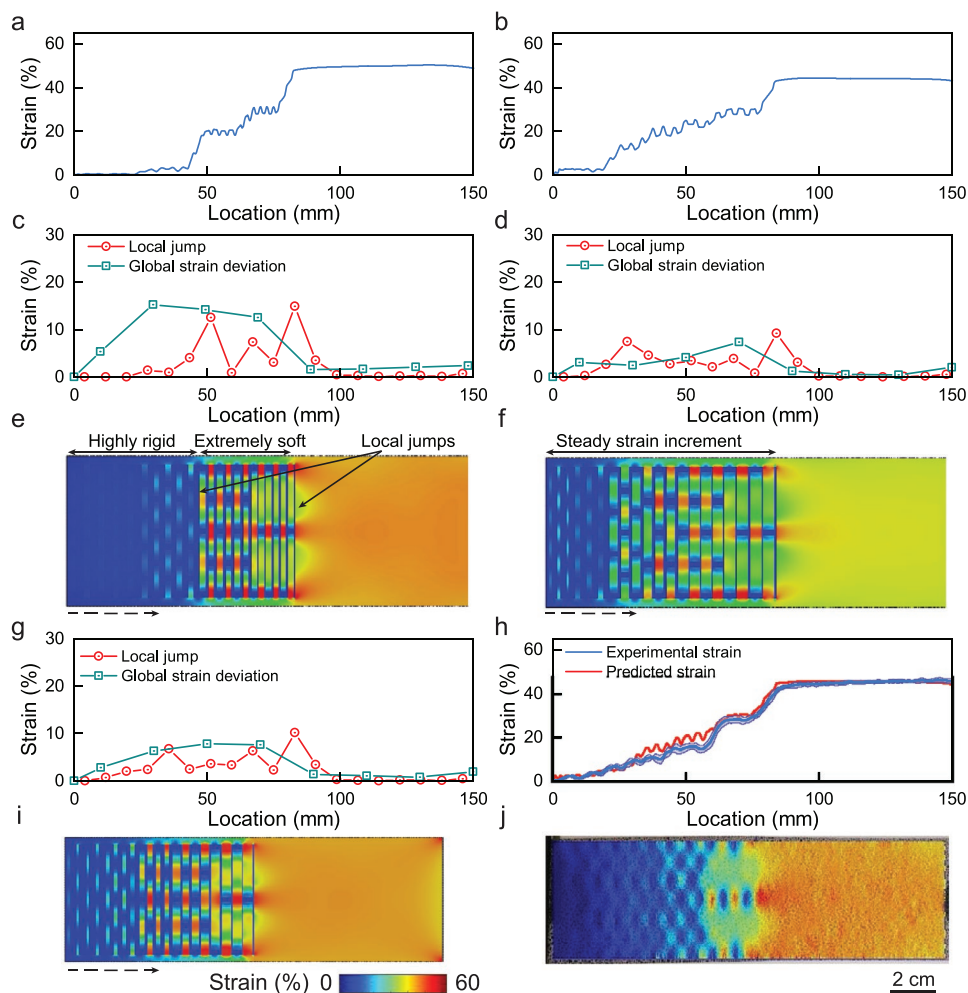 a
b
60
40
20
0
Strain (%)
0 50 100 150
Location (mm)
60
40
20
0
Strain (%)
0 50 100 150
Location (mm)
c
d
30
20
10
0
Strain (%)
Local jump
Global strain deviation
0 50 100 150
Location (mm)
30
20
10
0
Strain (%)
Local jump
Global strain deviation
0 50 100 150
Location (mm)
e
Highly rigid
Extremely soft
Local jumps
f
Steady strain increment
g
30
20
10
0
Strain (%)
Local jump
Global strain deviation
0 50 100 150
Location (mm)
h
60
40
20
0
Strain (%)
Experimental strain
Predicted strain
0 50 100 150
Location (mm)
i
j
Strain (%) 0 60
2 cm